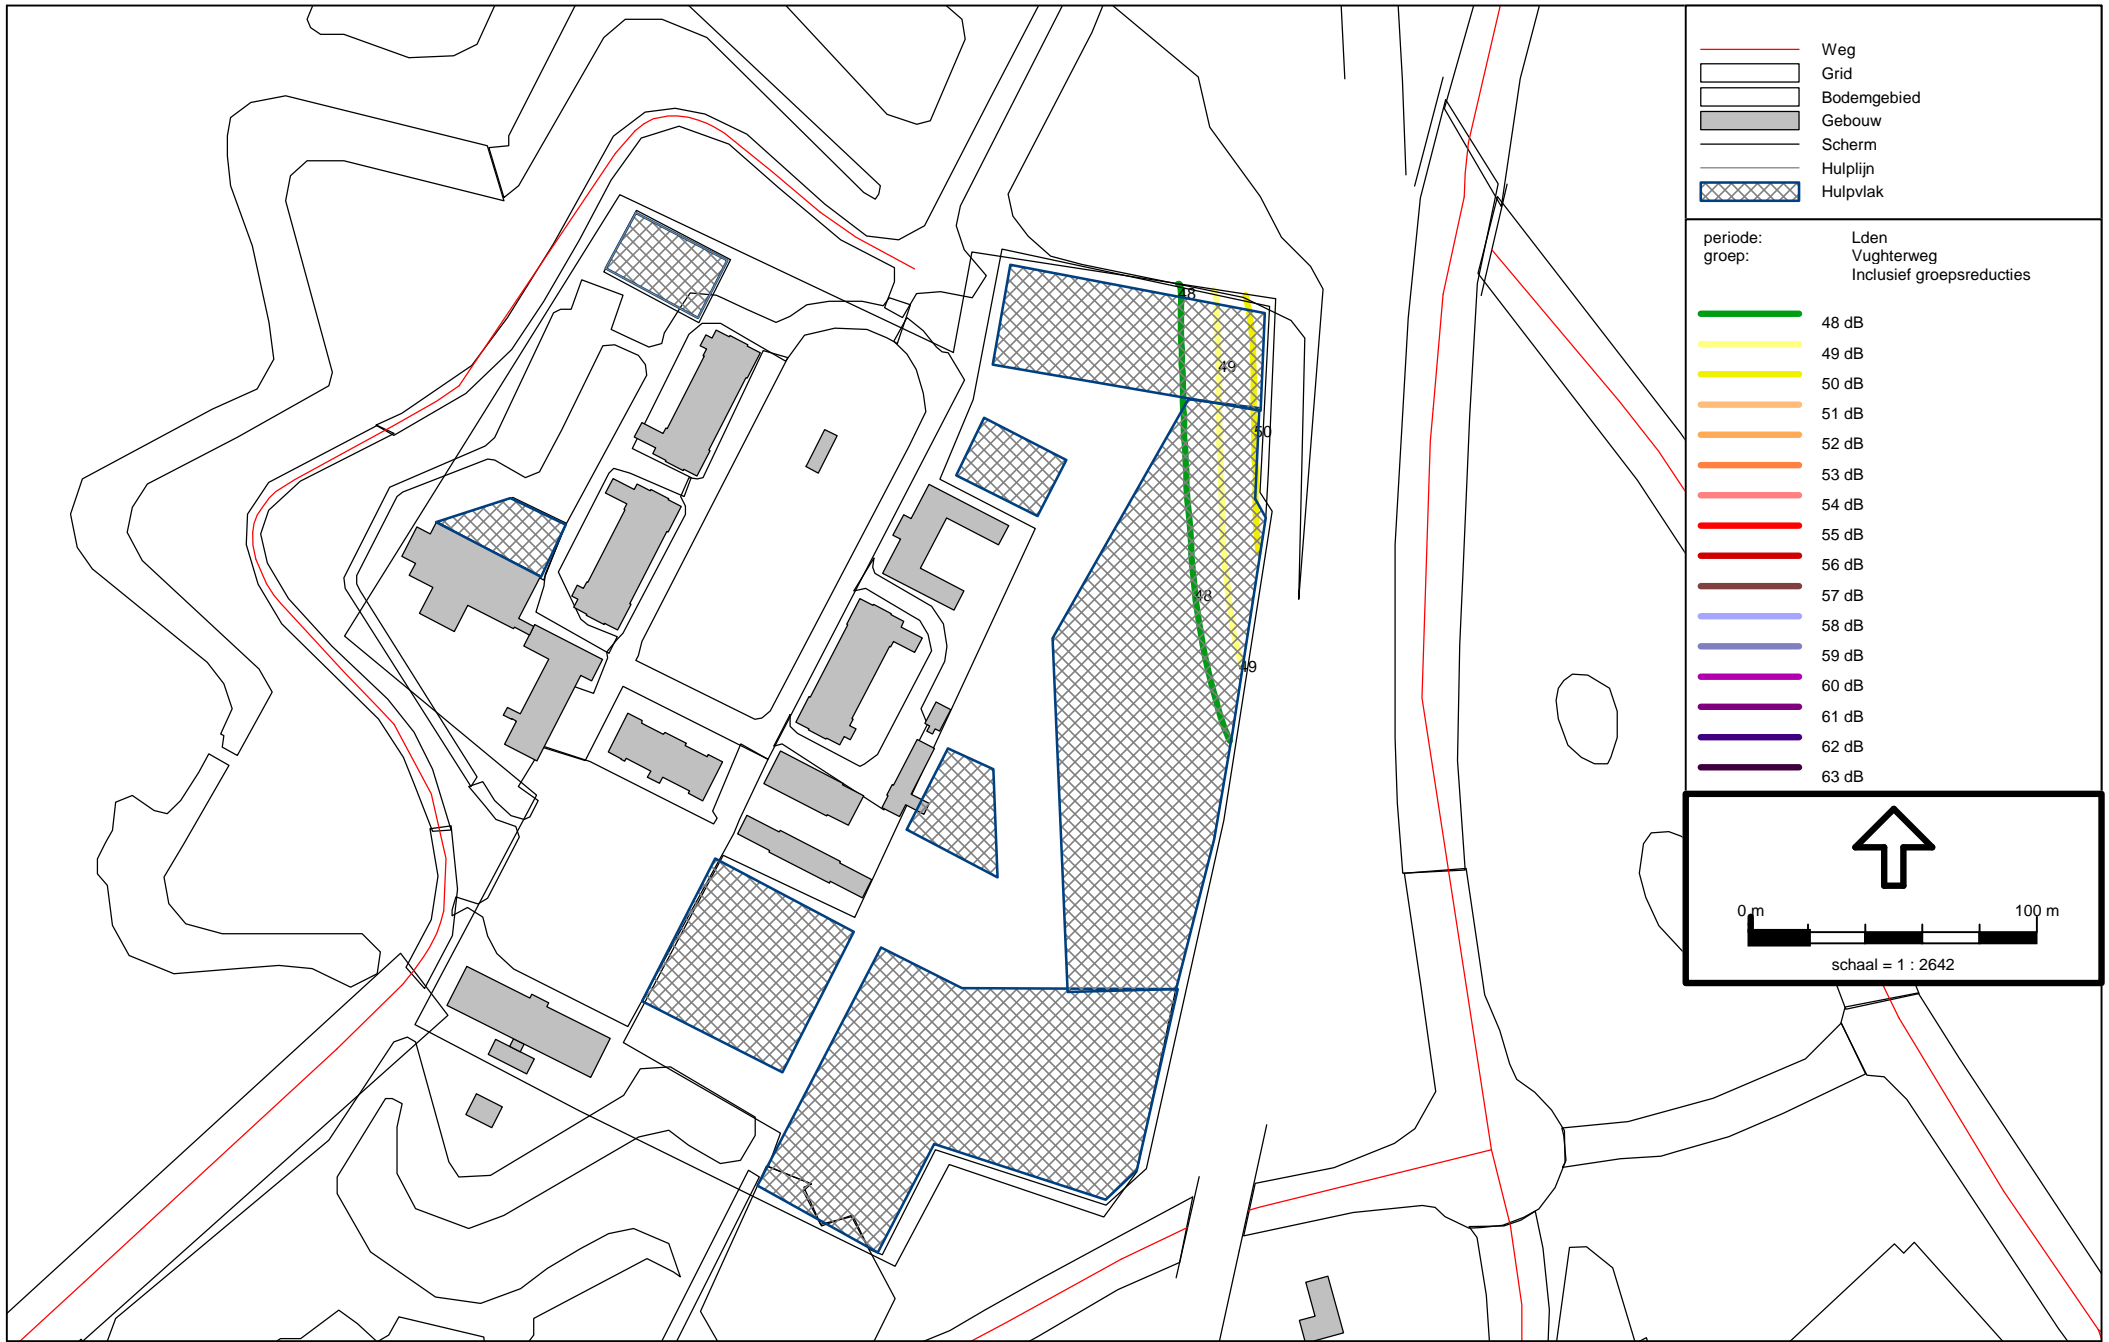 Weg
Grid
Bodemgebied
Gebouw
Scherm
Hulplijn
Hulpvlak
periode: Lden
groep: Vughterweg
Inclusief groepsreducties
48 dB
49 dB
50 dB
51 dB
52 dB
53 dB
54 dB
55 dB
56 dB
57 dB
58 dB
59 dB
60 dB
61 dB
62 dB
63 dB
0 m 100 m
schaal = 1 : 2642
48
49
50
48
49